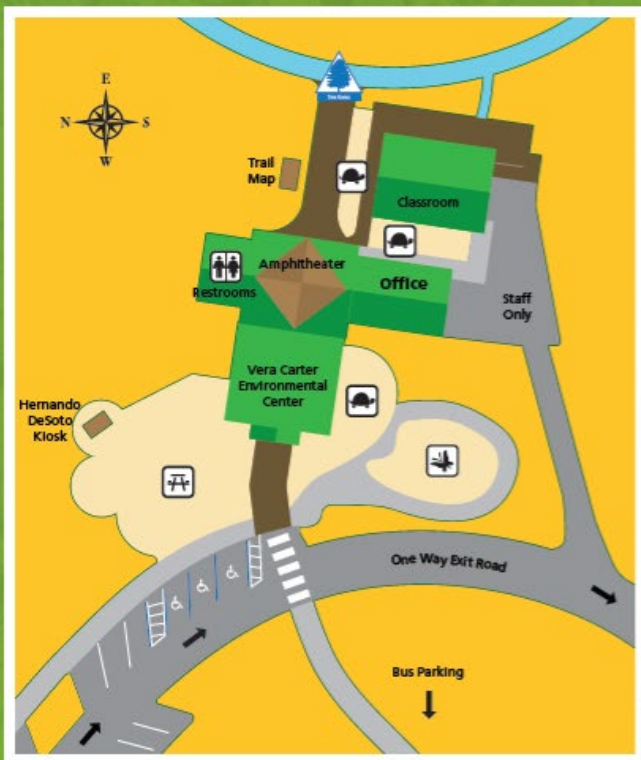 E
N S
W
Trail
Map
Classroom
Amphitheater
Office
Restrooms
Staff
Only
Vera Carter
Environmental
Center
Hernando
DeSoto
Kiosk
One Way Exit Road
Bus Parking